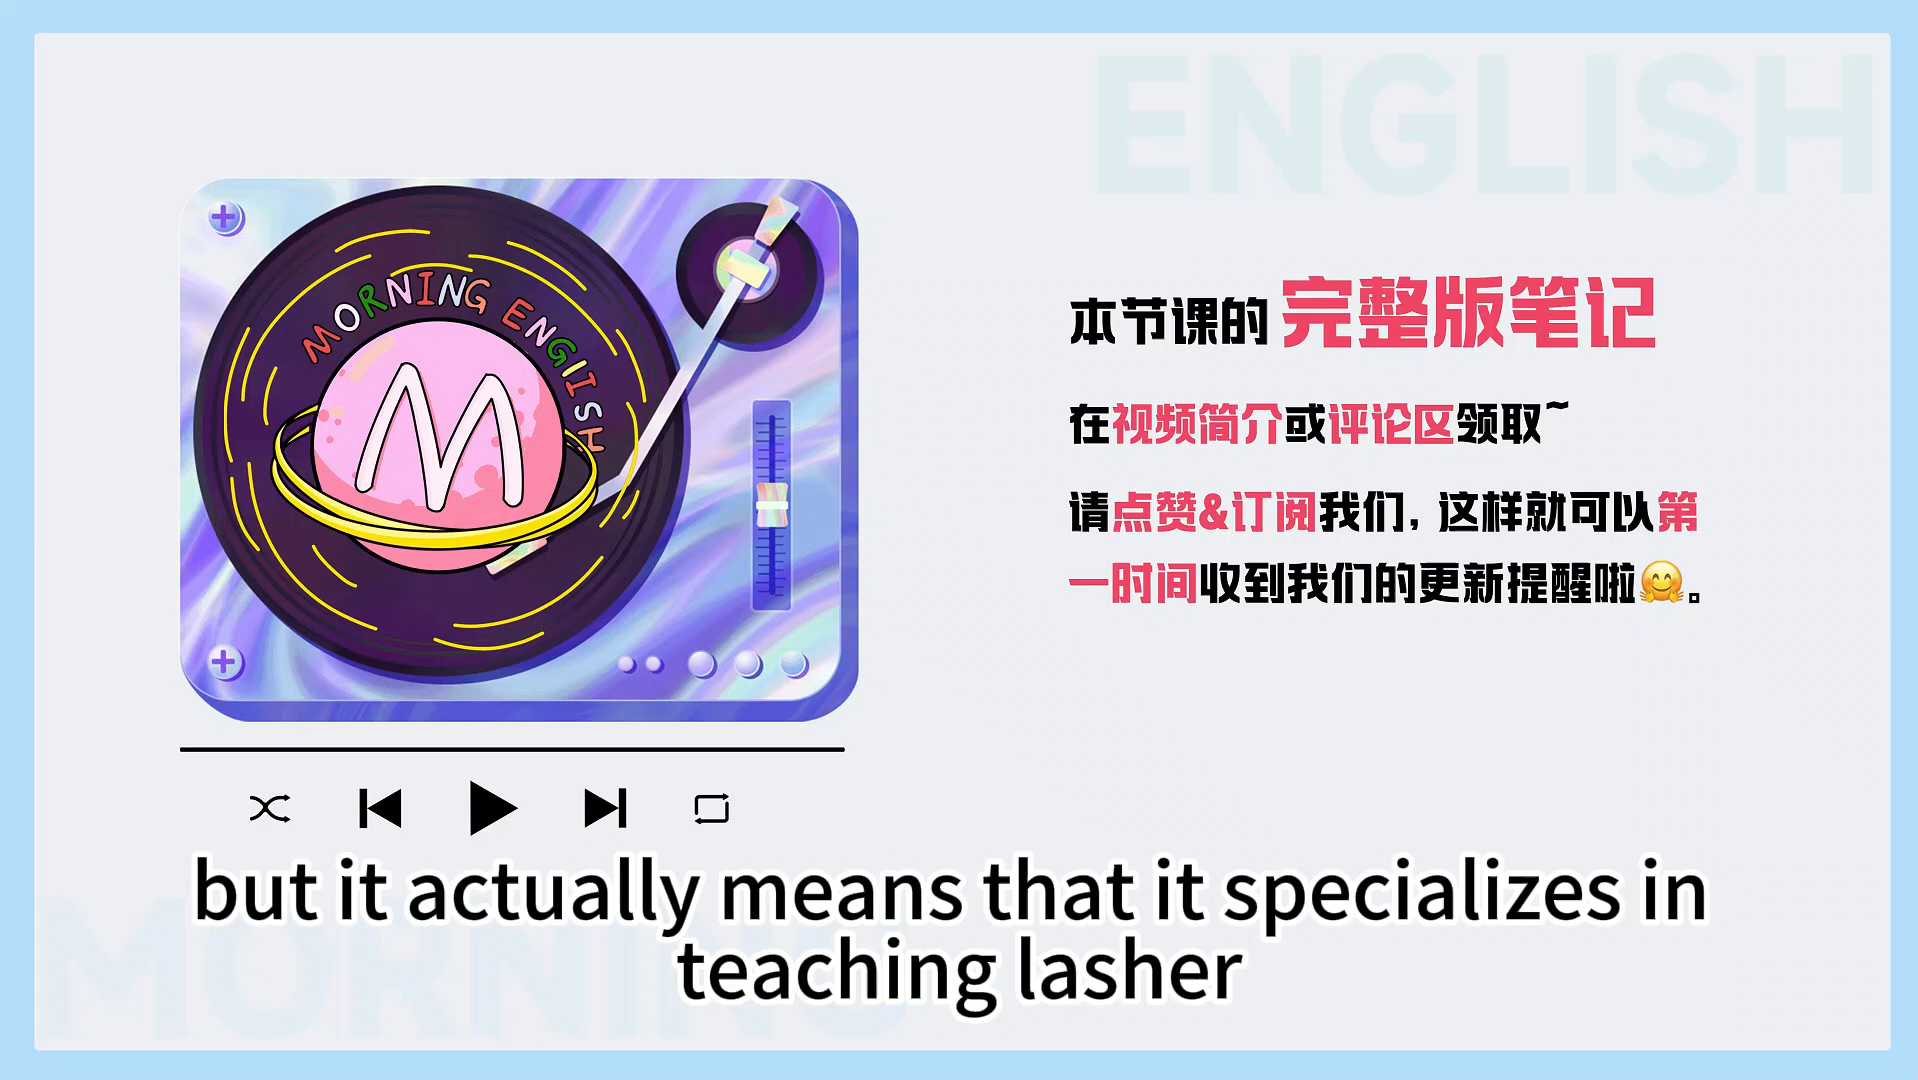 ENGLISH
MORNING ENGLISH
M
本节课的 完整版笔记
在视频简介或评论区领取~
请点赞&订阅我们, 这样就可以第
一时间收到我们的更新提醒啦🤗。
MORNING
but it actually means that it specializes in
teaching lasher